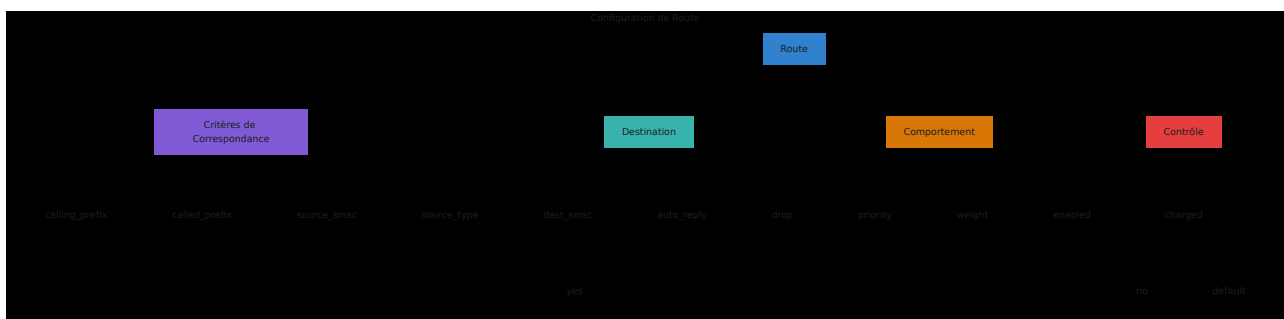 Configuration de Route
Route
Critères de
Correspondance
Destination
Comportement
Contrôle
calling_prefix
called_prefix
source_smsc
source_type
dest_smsc
auto_reply
drop
priority
weight
enabled
charged
yes
no
default